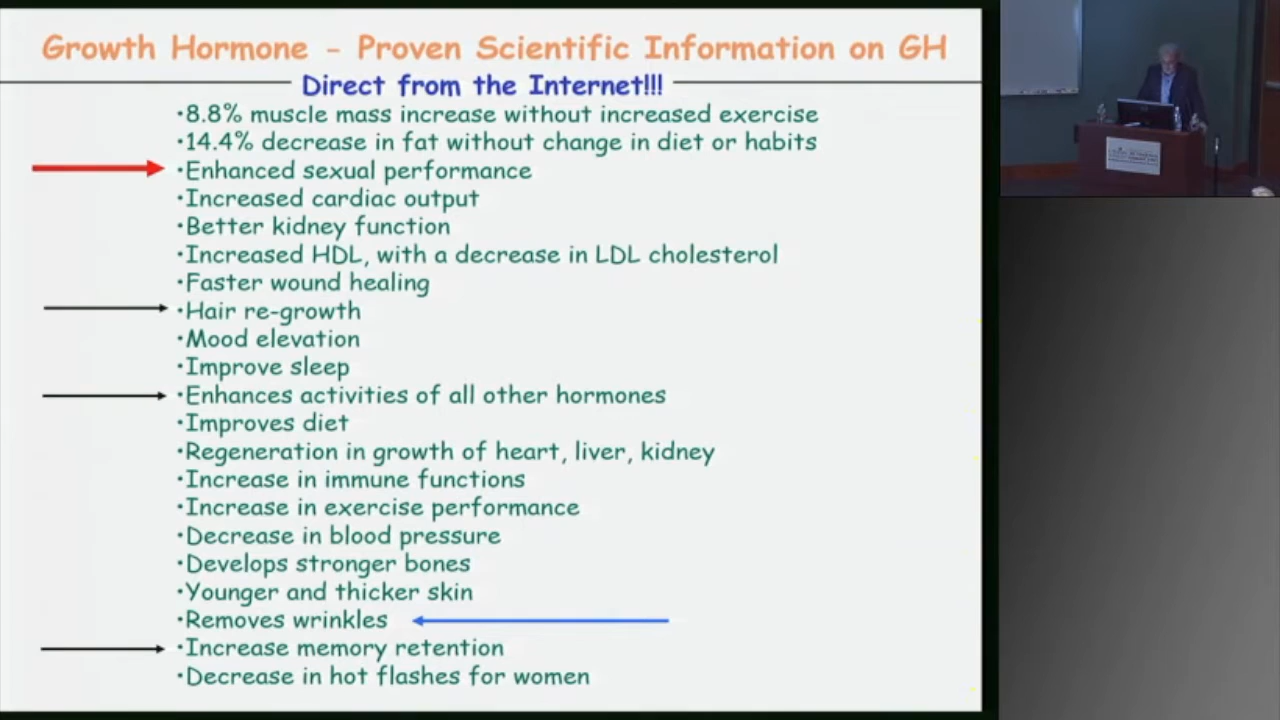 Growth Hormone - Proven Scientific Information on GH
Direct from the Internet!!!
•8.8% muscle mass increase without increased exercise
•14.4% decrease in fat without change in diet or habits
•Enhanced sexual performance
•Increased cardiac output
•Better kidney function
•Increased HDL, with a decrease in LDL cholesterol
•Faster wound healing
•Hair re-growth
•Mood elevation
•Improve sleep
•Enhances activities of all other hormones
•Improves diet
•Regeneration in growth of heart, liver, kidney
•Increase in immune functions
•Increase in exercise performance
•Decrease in blood pressure
•Develops stronger bones
•Younger and thicker skin
•Removes wrinkles
•Increase memory retention
•Decrease in hot flashes for women